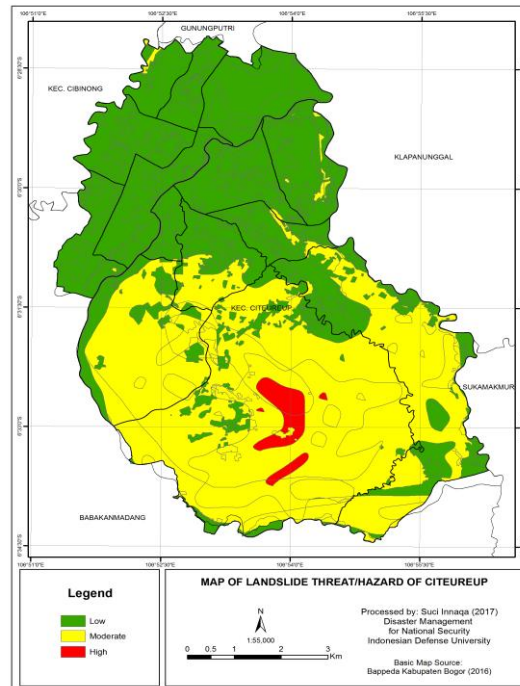 106°51'0"E
106°52'30"E
106°54'0"E
106°55'30"E
GUNUNGPUTRI
KEC. CIBINONG
KLAPANUNGGAL
KEC. CITEUREUP
SUKAMAKMUR
BABAKANMADANG
106°51'0"E
106°52'30"E
106°54'0"E
106°55'30"E
Legend
Low
Moderate
High
MAP OF LANDSLIDE THREAT/HAZARD OF CITEUREUP
N
1:55,000
0 0.5 1 2 3
Km
Processed by: Suci Innaqa (2017)
Disaster Management
for National Security
Indonesian Defense University
Basic Map Source:
Bappeda Kabupaten Bogor (2016)